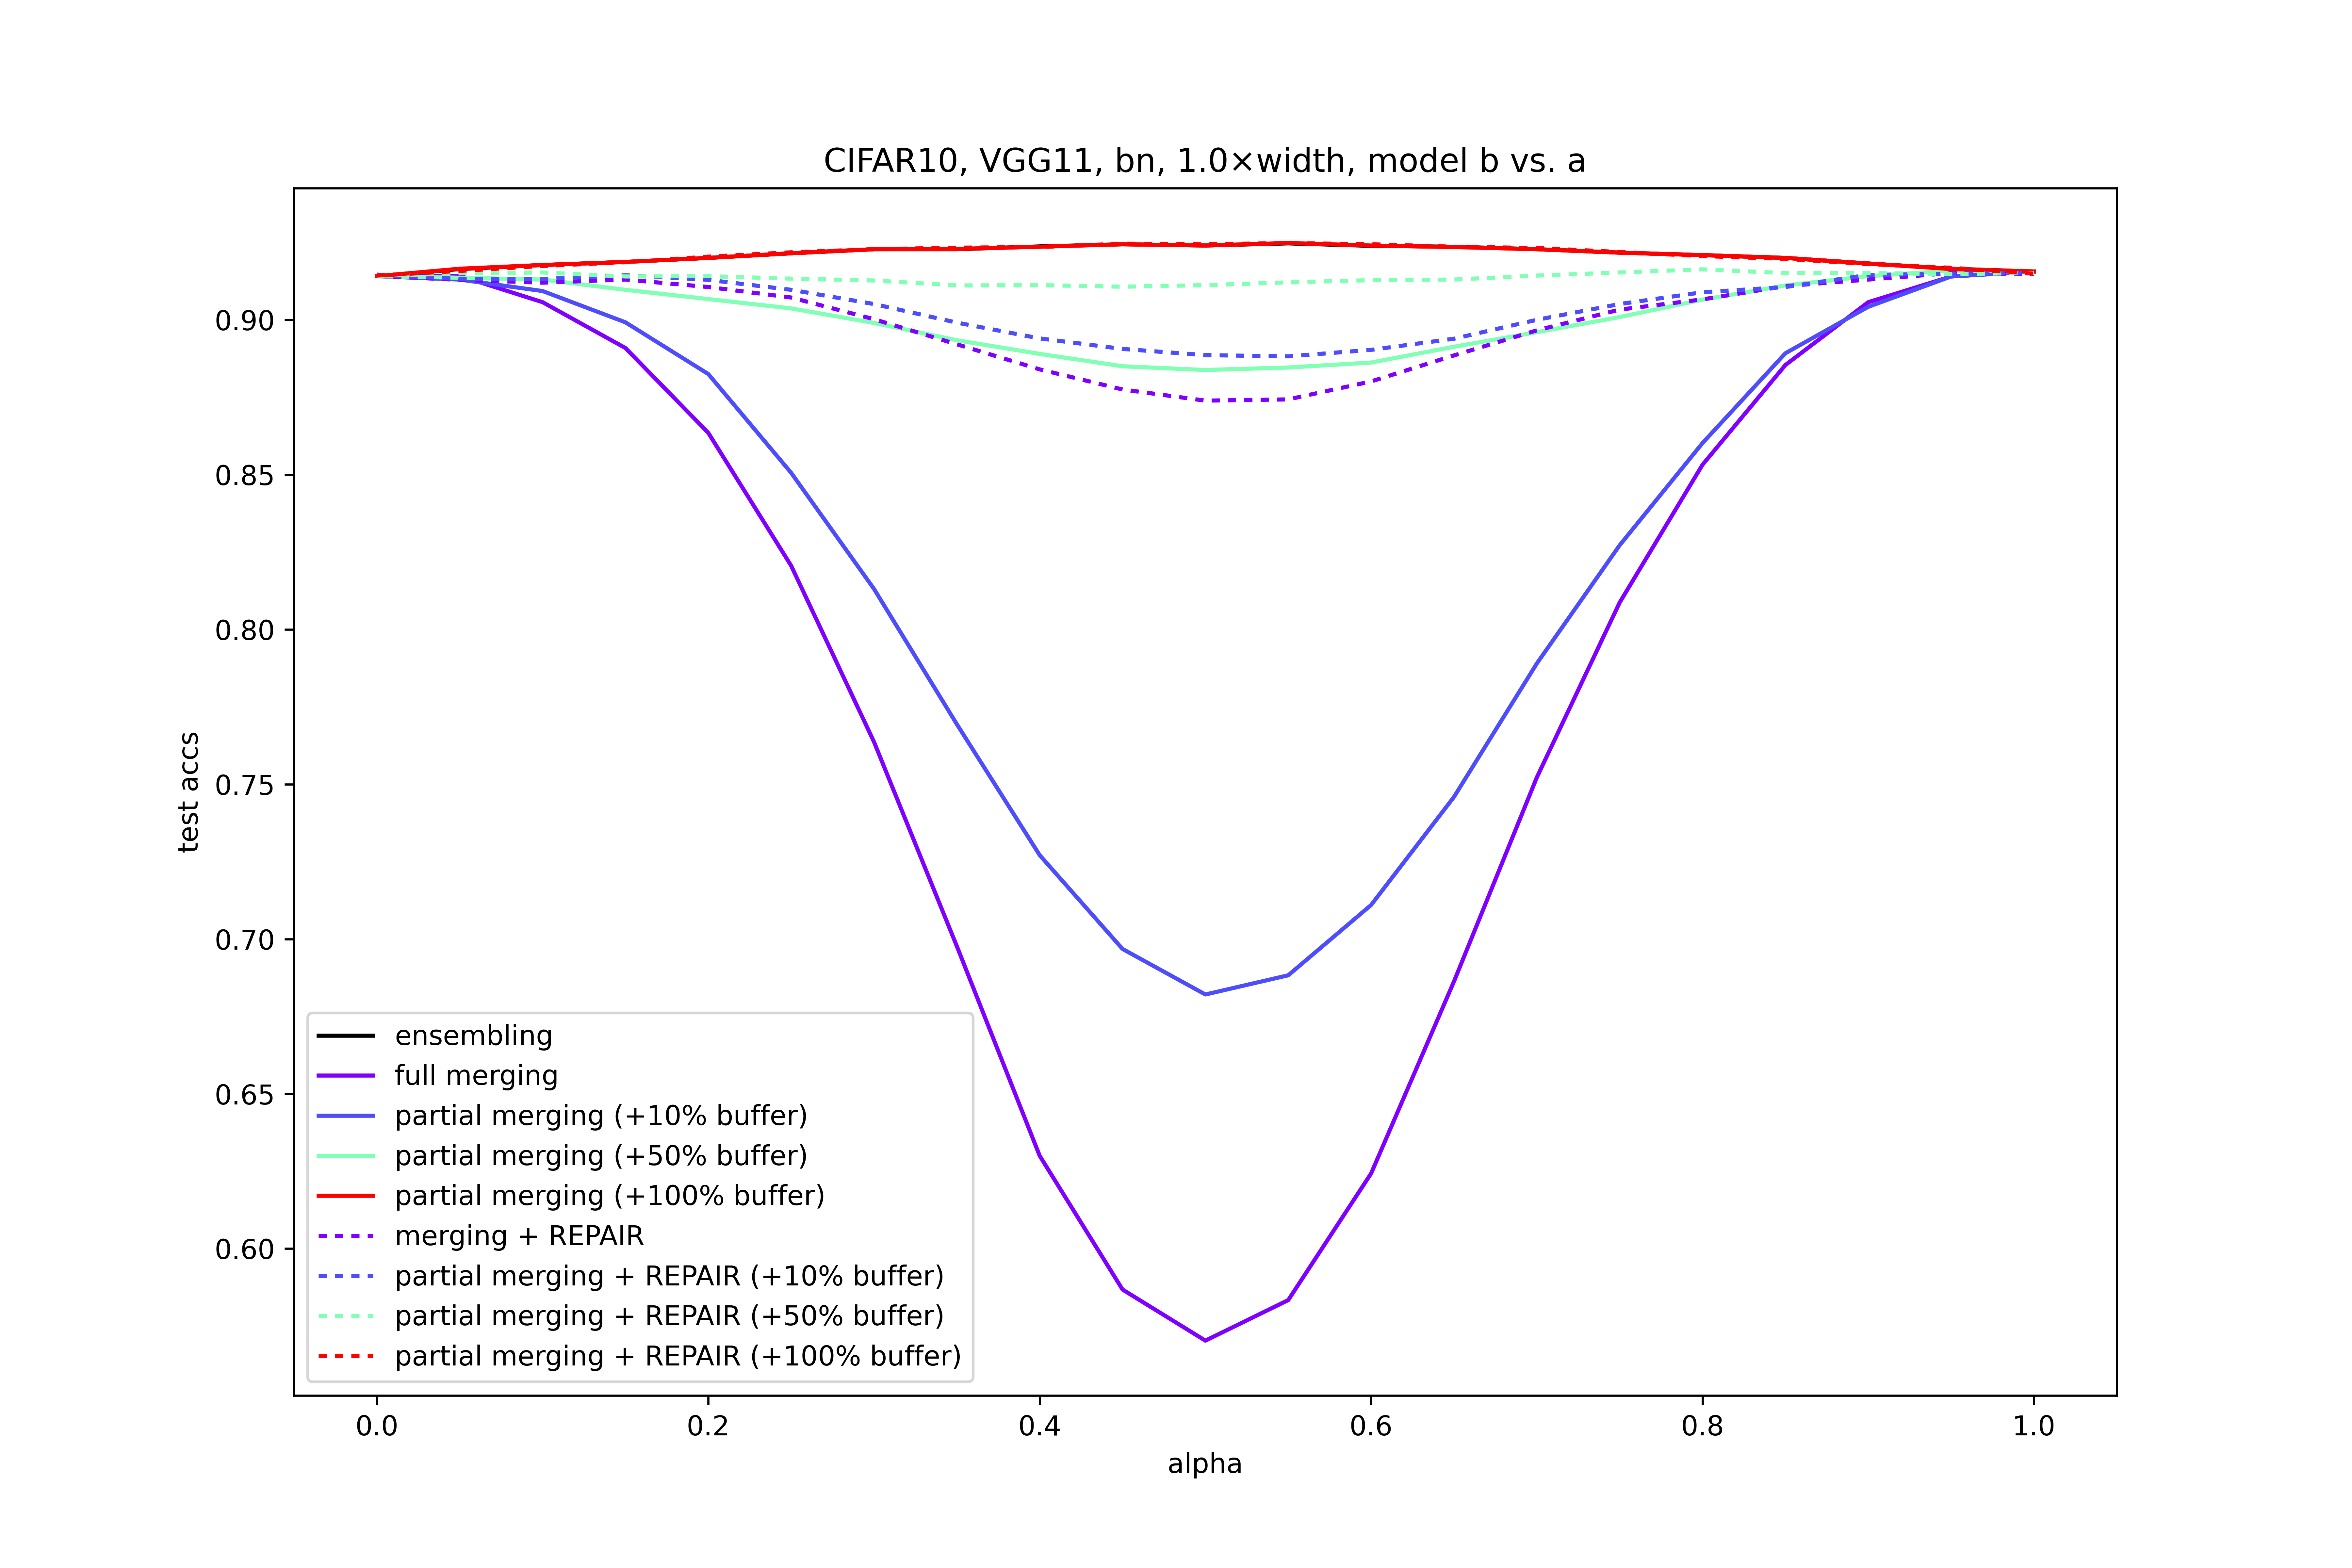 CIFAR10, VGG11, bn, 1.0×width, model b vs. a
0.90
0.85
0.80
0.75
0.70
0.65
0.60
test accs
ensembling
full merging
partial merging (+10% buffer)
partial merging (+50% buffer)
partial merging (+100% buffer)
merging + REPAIR
partial merging + REPAIR (+10% buffer)
partial merging + REPAIR (+50% buffer)
partial merging + REPAIR (+100% buffer)
0.0 0.2 0.4 0.6 0.8 1.0
alpha